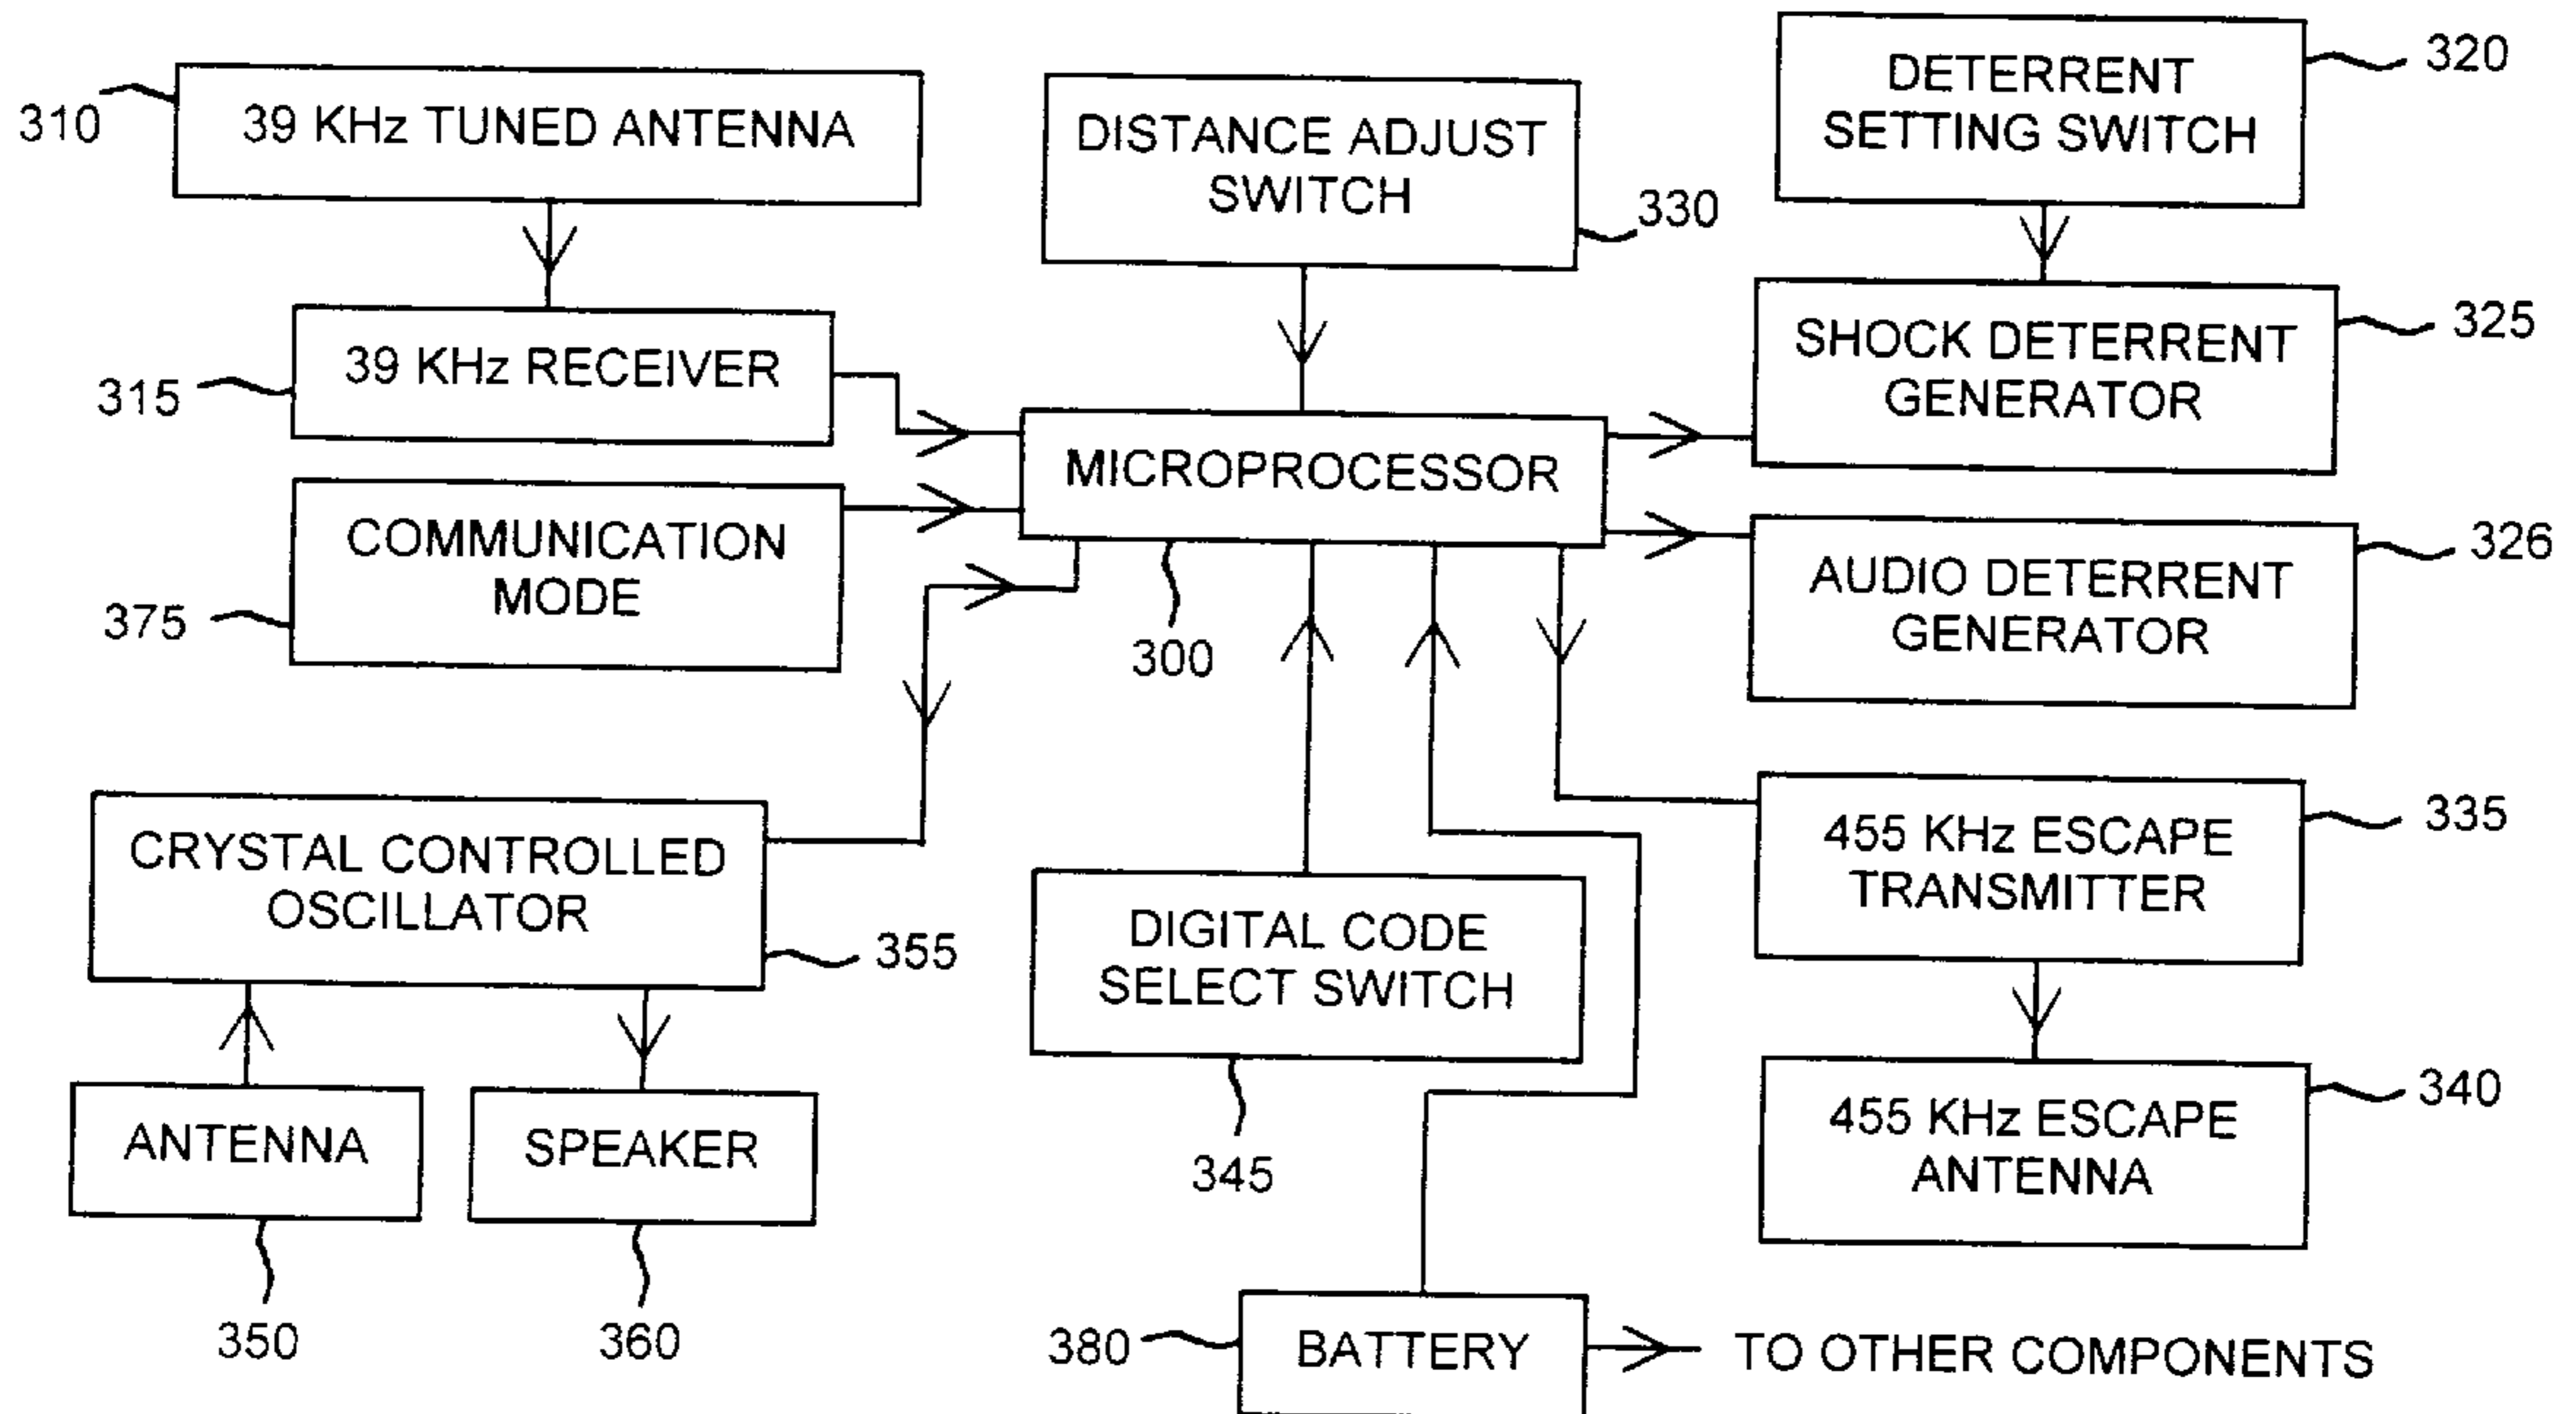 310
39 KHz TUNED ANTENNA
DISTANCE ADJUST
SWITCH
330
DETERRENT
SETTING SWITCH
320
39 KHz RECEIVER
315
SHOCK DETERRENT
GENERATOR
325
MICROPROCESSOR
300
COMMUNICATION
MODE
375
AUDIO DETERRENT
GENERATOR
326
CRYSTAL CONTROLLED
OSCILLATOR
355
DIGITAL CODE
SELECT SWITCH
345
455 KHz ESCAPE
TRANSMITTER
335
ANTENNA
350
SPEAKER
360
455 KHz ESCAPE
ANTENNA
340
380
BATTERY
TO OTHER COMPONENTS